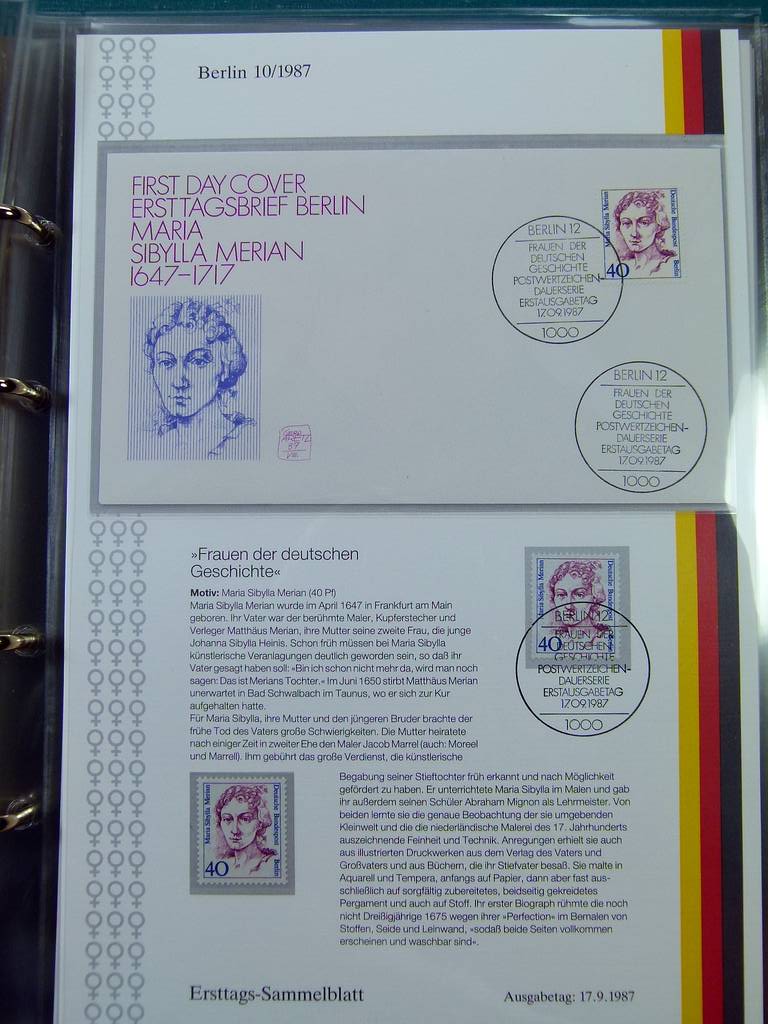 Berlin 10/1987
FIRST DAY COVER
ERSTTAGSBRIEF BERLIN
MARIA
SIBYLLA MERIAN
1647–1717
Maria Sibylla Merian
Deutsche Bundespost
Berlin
40
BERLIN 12
FRAUEN DER
DEUTSCHEN
GESCHICHTE
POSTWERTZEICHEN-
DAUERSERIE
ERSTAUSGABETAG
17.09.1987
1000
BERLIN 12
FRAUEN DER
DEUTSCHEN
GESCHICHTE
POSTWERTZEICHEN-
DAUERSERIE
ERSTAUSGABETAG
17.09.1987
1000
»Frauen der deutschen
Geschichte«
Motiv: Maria Sibylla Merian (40 Pf)
Maria Sibylla Merian wurde im April 1647 in Frankfurt am Main
geboren. Ihr Vater war der berühmte Maler, Kupferstecher und
Verleger Matthäus Merian, ihre Mutter seine zweite Frau, die junge
Johanna Sibylla Heinis. Schon früh müssen bei Maria Sibylla
künstlerische Veranlagungen deutlich geworden sein, so daß ihr
Vater gesagt haben soll: »Bin ich schon nicht mehr da, wird man noch
sagen: Das ist Merians Tochter.« Im Juni 1650 stirbt Matthäus Merian
unerwartet in Bad Schwalbach im Taunus, wo er sich zur Kur
aufgehalten hatte.
Für Maria Sibylla, ihre Mutter und den jüngeren Bruder brachte der
frühe Tod des Vaters große Schwierigkeiten. Die Mutter heiratete
nach einiger Zeit in zweiter Ehe den Maler Jacob Marrel (auch: Moreel
und Marrell). Ihm gebührt das große Verdienst, die künstlerische
Maria Sibylla Merian
Deutsche Bundespost
40
BERLIN 12
FRAUEN DER
DEUTSCHEN
GESCHICHTE
POSTWERTZEICHEN-
DAUERSERIE
ERSTAUSGABETAG
17.09.1987
1000
Maria Sibylla Merian
Deutsche Bundespost
Berlin
40
Begabung seiner Stieftochter früh erkannt und nach Möglichkeit
gefördert zu haben. Er unterrichtete Maria Sibylla im Malen und gab
ihr außerdem seinen Schüler Abraham Mignon als Lehrmeister. Von
beiden lernte sie die genaue Beobachtung der sie umgebenden
Kleinwelt und die die niederländische Malerei des 17. Jahrhunderts
auszeichnende Feinheit und Technik. Anregungen erhielt sie auch
aus illustrierten Druckwerken aus dem Verlag des Vaters und
Großvaters und aus Büchern, die ihr Stiefvater besaß. Sie malte in
Aquarell und Tempera, anfangs auf Papier, dann aber fast aus-
schließlich auf sorgfältig zubereitetes, beidseitig gekreidetes
Pergament und auch auf Stoff. Ihr erster Biograph rühmte die noch
nicht Dreißigjährige 1675 wegen ihrer »Perfection« im Bemalen von
Stoffen, Seide und Leinwand, »sodaß beide Seiten vollkommen
erscheinen und waschbar sind«.
Ersttags-Sammelblatt
Ausgabetag: 17.9.1987